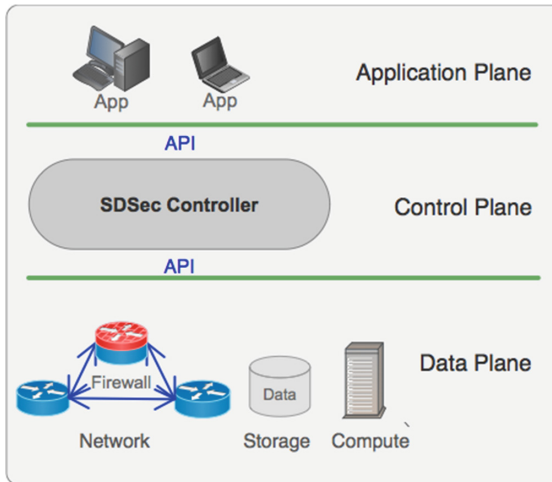 Application Plane
App
App
API
SDSec Controller
Control Plane
API
Data Plane
Firewall
Data
Network
Storage
Compute